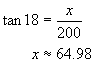 tan 18 = x/200
x ≈ 64.98